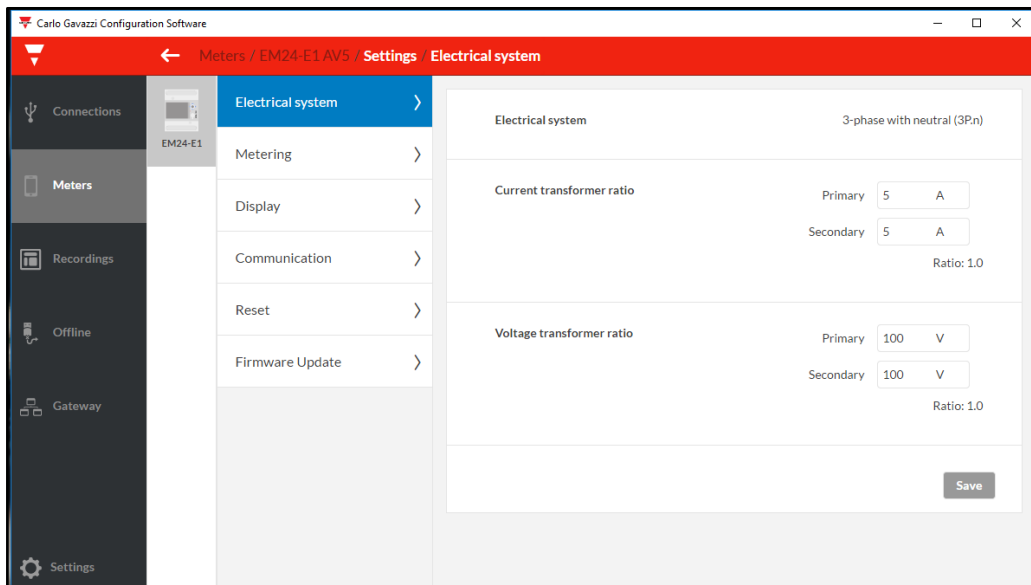 Carlo Gavazzi Configuration Software
Meters / EM24-E1 AV5 / Settings / Electrical system
Connections
Meters
Recordings
Offline
Gateway
Settings
EM24-E1
Electrical system
Metering
Display
Communication
Reset
Firmware Update
Electrical system 3-phase with neutral (3P.n)
Current transformer ratio Primary 5 A
Secondary 5 A
Ratio: 1.0
Voltage transformer ratio Primary 100 V
Secondary 100 V
Ratio: 1.0
Save